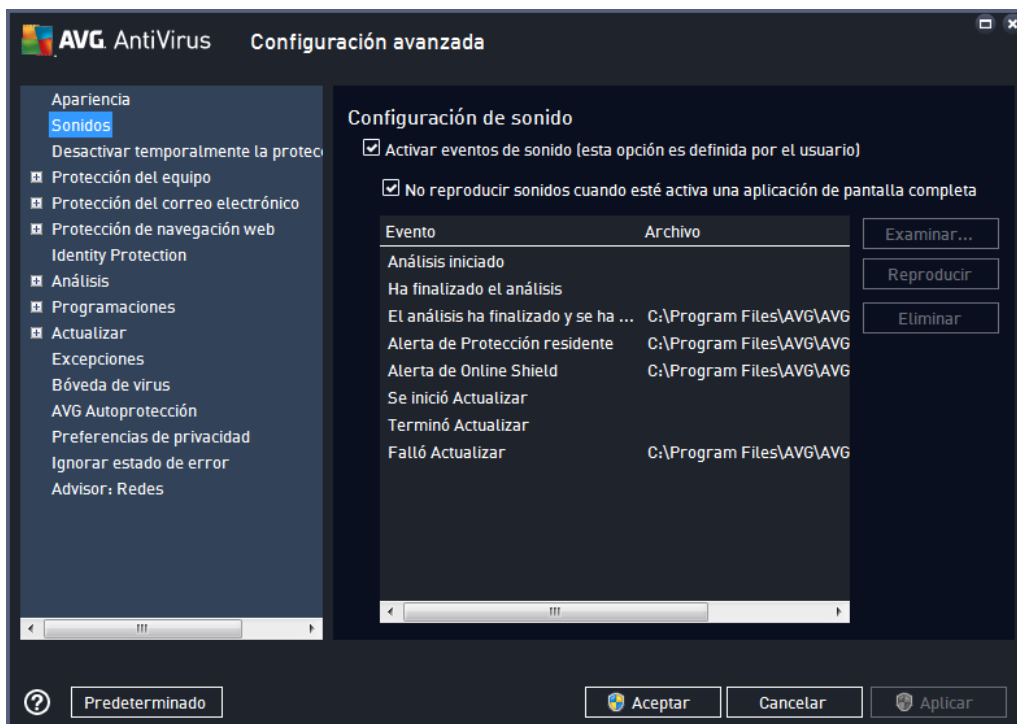 AVG AntiVirus Configuración avanzada
Apariencia
Sonidos
Desactivar temporalmente la protec
Protección del equipo
Protección del correo electrónico
Protección de navegación web
Identity Protection
Análisis
Programaciones
Actualizar
Excepciones
Bóveda de virus
AVG Autoprotección
Preferencias de privacidad
Ignorar estado de error
Advisor: Redes
Configuración de sonido
Activar eventos de sonido (esta opción es definida por el usuario)
No reproducir sonidos cuando esté activa una aplicación de pantalla completa
Evento Archivo
Análisis iniciado
Ha finalizado el análisis
El análisis ha finalizado y se ha ... C:\Program Files\AVG\AVG
Alerta de Protección residente C:\Program Files\AVG\AVG
Alerta de Online Shield C:\Program Files\AVG\AVG
Se inició Actualizar
Terminó Actualizar
Falló Actualizar C:\Program Files\AVG\AVG
Examinar...
Reproducir
Eliminar
Predeterminado
Aceptar
Cancelar
Aplicar